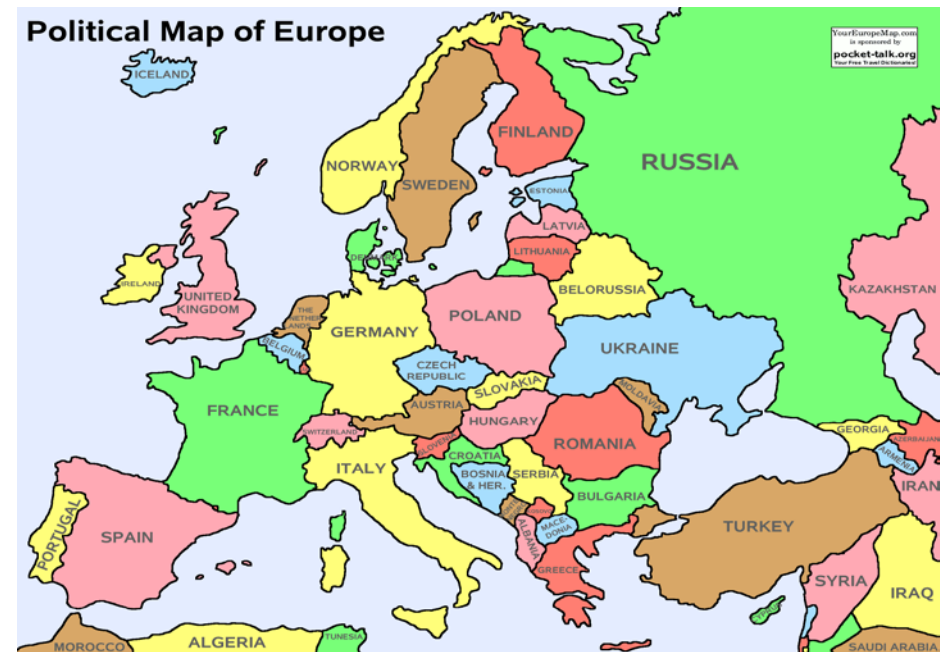 Political Map of Europe
YourEuropeMap.com
is sponsored by
pocket-talk.org
Your Free Travel Dictionaries!
ICELAND
FINLAND
NORWAY
SWEDEN
RUSSIA
ESTONIA
LATVIA
LITHUANIA
DENMARK
IRELAND
UNITED
KINGDOM
THE
NETHER
LANDS
BELORUSSIA
KAZAKHSTAN
POLAND
GERMANY
BELGIUM
UKRAINE
CZECH
REPUBLIC
SLOVAKIA
MOLDAVIA
FRANCE
AUSTRIA
SWITZERLAND
HUNGARY
ROMANIA
GEORGIA
AZERBAIJAN
ARMENIA
SLOVENIA
CROATIA
ITALY
BOSNIA
& HER.
SERBIA
BULGARIA
IRAN
PORTUGAL
SPAIN
MACE-
DONIA
ALBANIA
TURKEY
GREECE
SYRIA
IRAQ
CYPRUS
MOROCCO
ALGERIA
TUNISIA
SAUDI ARABIA